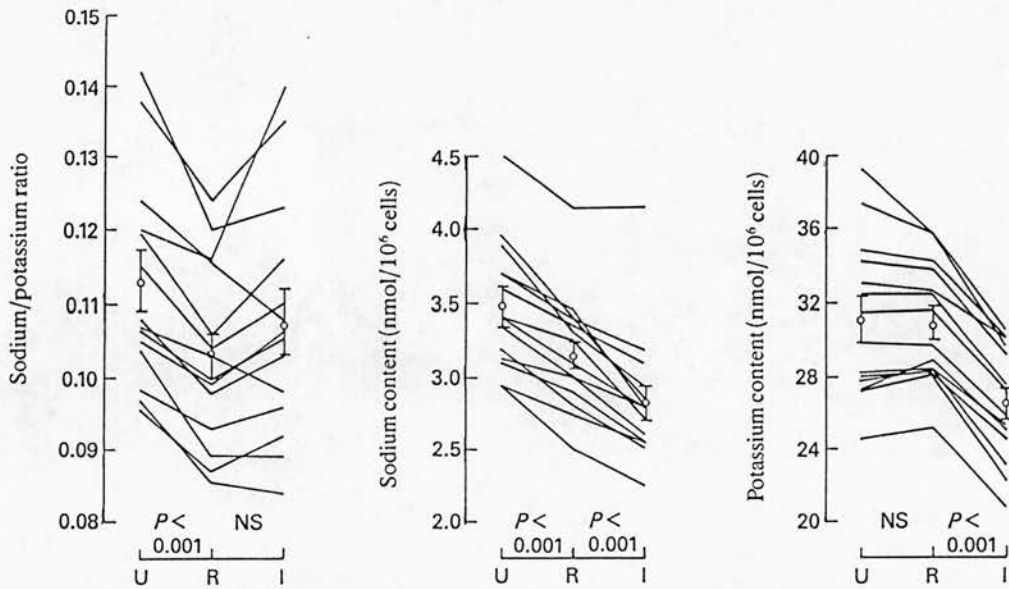 Sodium/potassium ratio
0.15
0.14
0.13
0.12
0.11
0.10
0.09
0.08
P < 0.001
NS
U R I
Sodium content (nmol/10⁶ cells)
4.5
4.0
3.5
3.0
2.5
2.0
P < 0.001
P < 0.001
U R I
Potassium content (nmol/10⁶ cells)
40
36
32
28
24
20
NS
P < 0.001
U R I